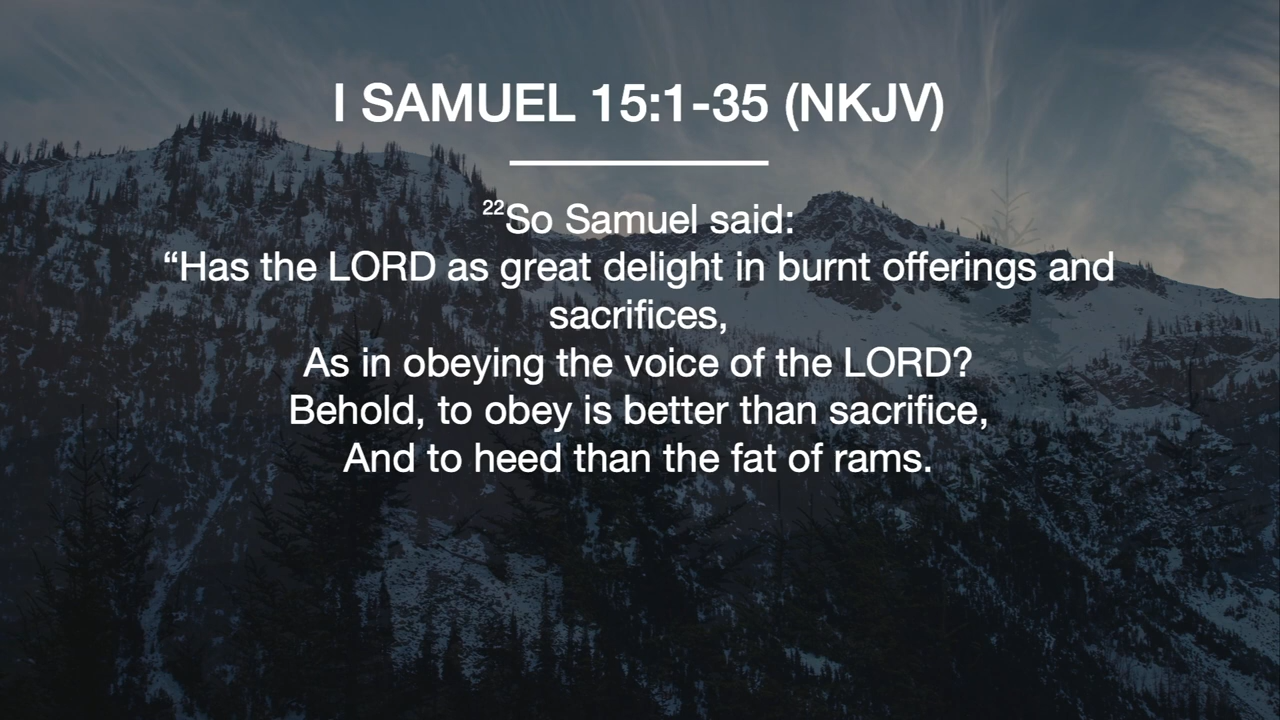 I SAMUEL 15:1-35 (NKJV)
²²So Samuel said:
“Has the LORD as great delight in burnt offerings and
sacrifices,
As in obeying the voice of the LORD?
Behold, to obey is better than sacrifice,
And to heed than the fat of rams.